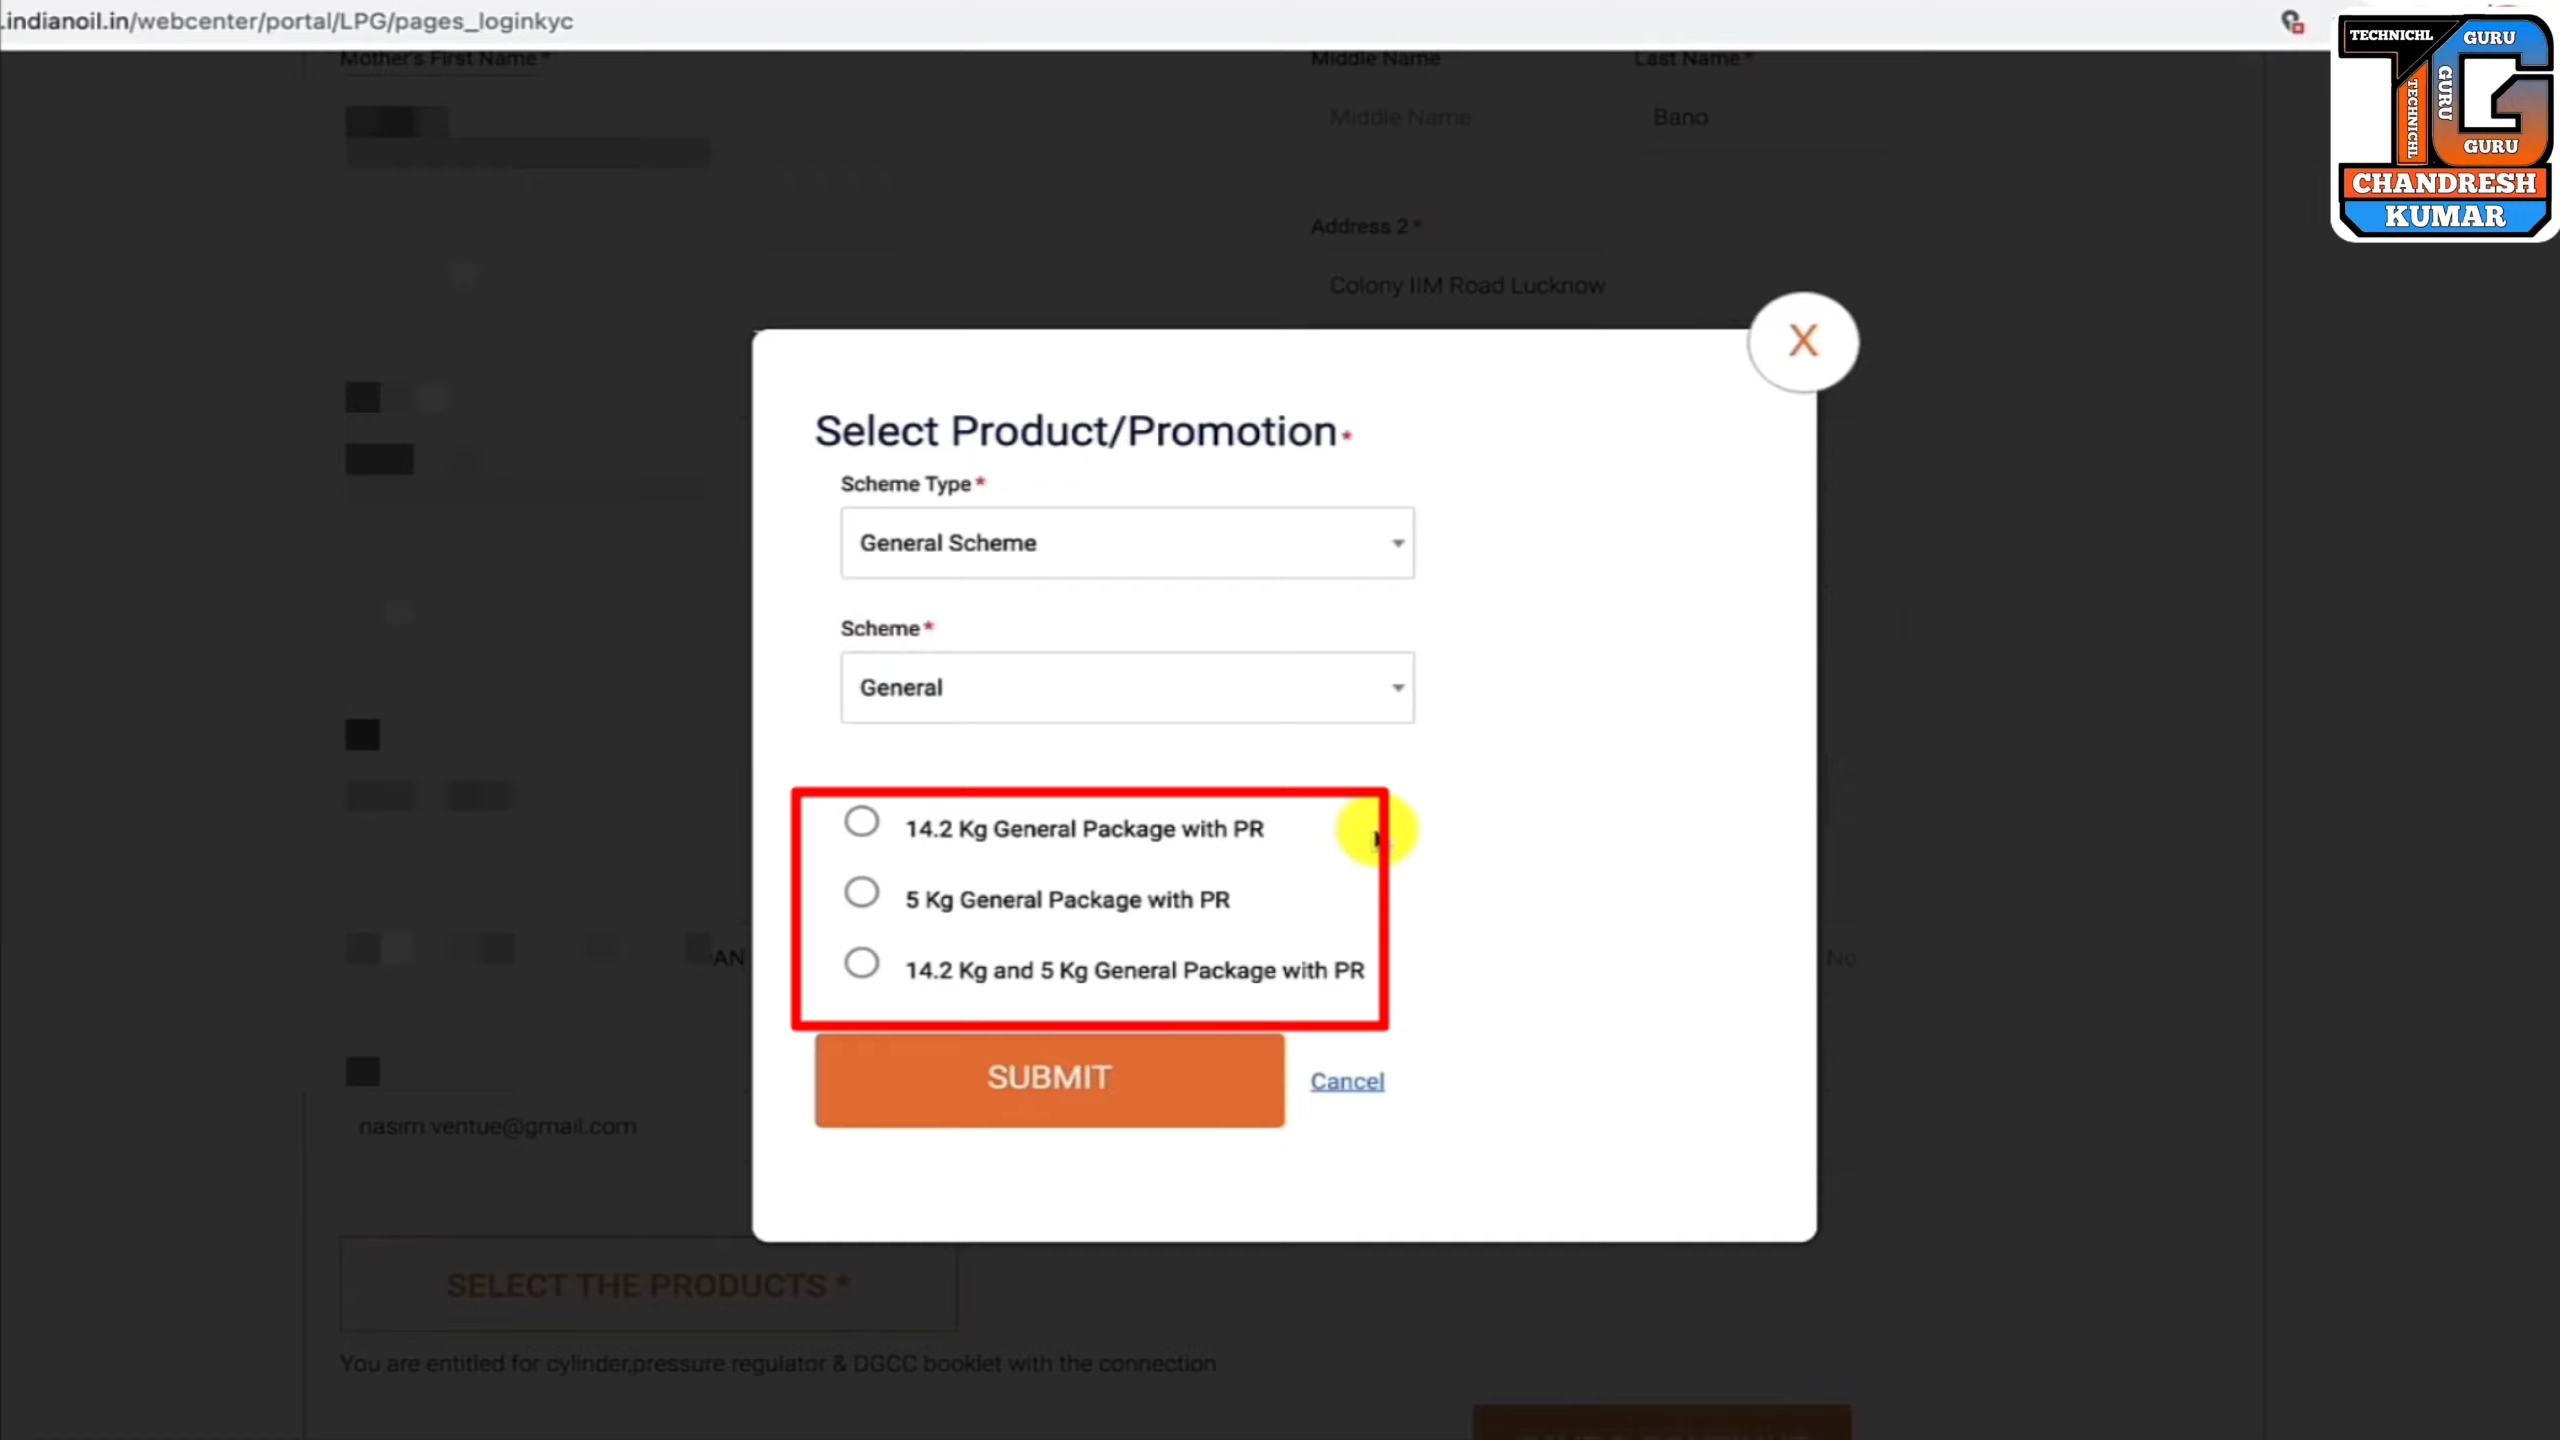 .indianoil.in/webcenter/portal/LPG/pages_loginkyc
TECHNICHL GURU
TECHNICHL GURU
GURU
CHANDRESH
KUMAR
Mother's First Name *
Middle Name
Last Name *
Middle Name
Bano
Address 2 *
Colony IIM Road Lucknow
X
Select Product/Promotion *
Scheme Type *
General Scheme
Scheme *
General
14.2 Kg General Package with PR
5 Kg General Package with PR
14.2 Kg and 5 Kg General Package with PR
AN
No
SUBMIT
Cancel
nasim.ventue@gmail.com
SELECT THE PRODUCTS *
You are entitled for cylinder,pressure regulator & DGCC booklet with the connection